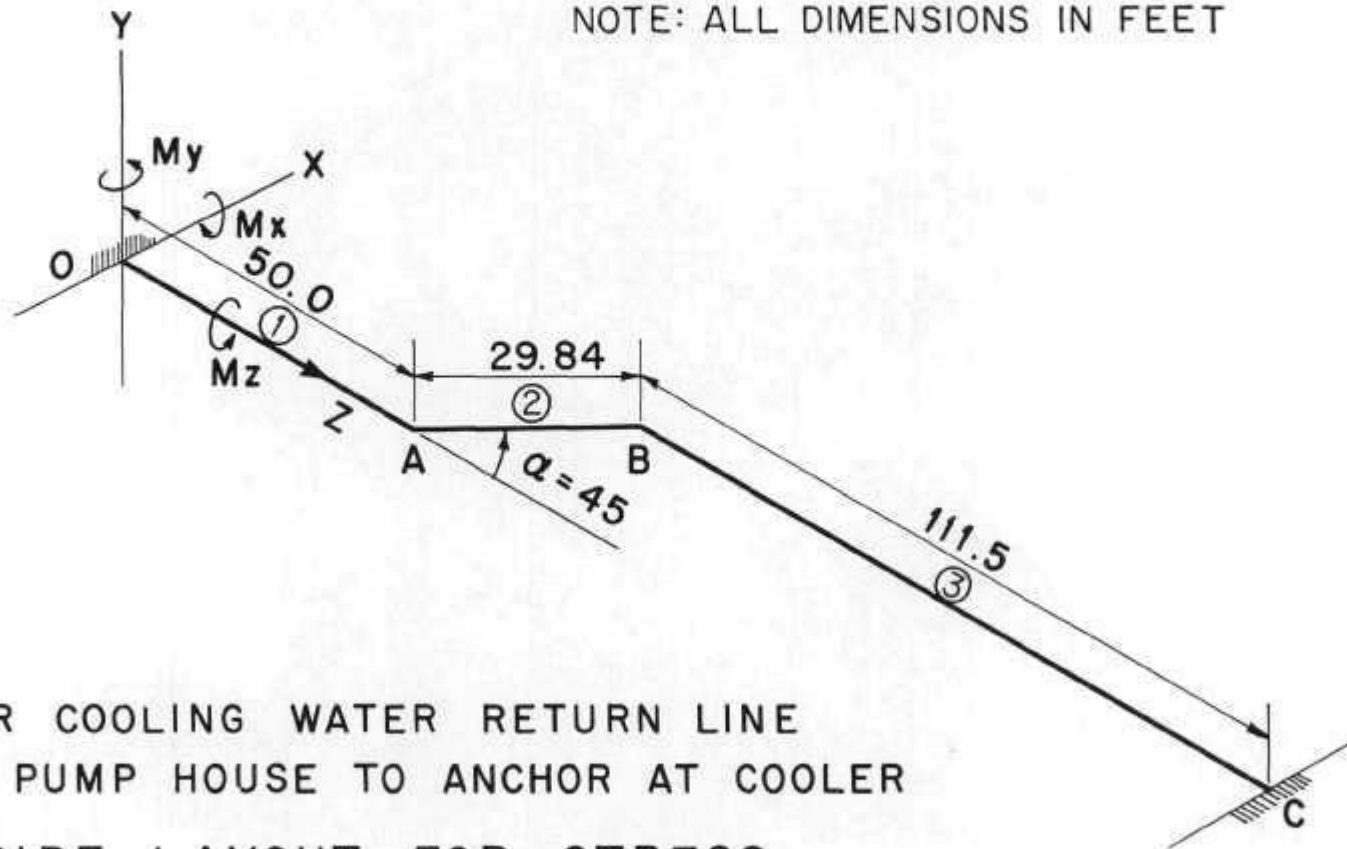 NOTE: ALL DIMENSIONS IN FEET
Y
My
X
Mx
O
50.0
①
Mz
Z
29.84
②
A
B
α = 45
111.5
③
C
COOLING WATER RETURN LINE
PUMP HOUSE TO ANCHOR AT COOLER